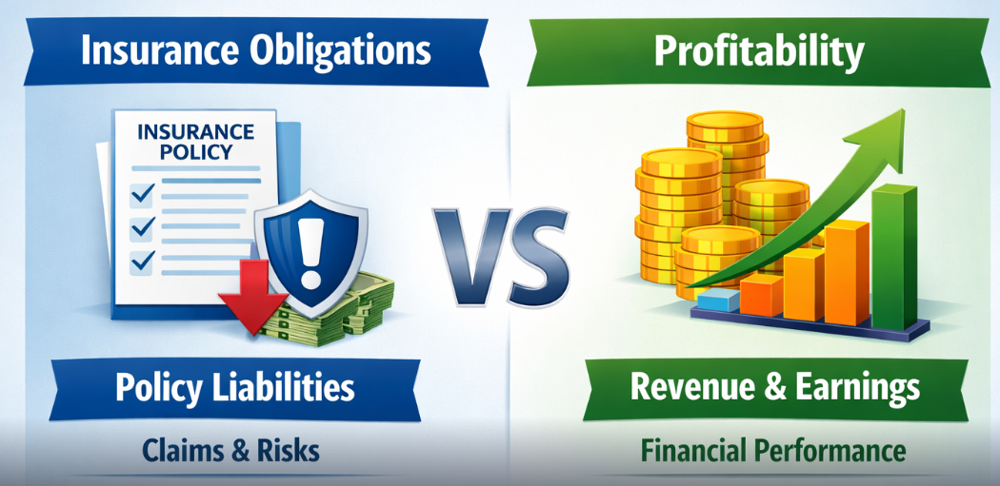 Insurance Obligations
INSURANCE
POLICY
Policy Liabilities
Claims & Risks
VS
Profitability
Revenue & Earnings
Financial Performance